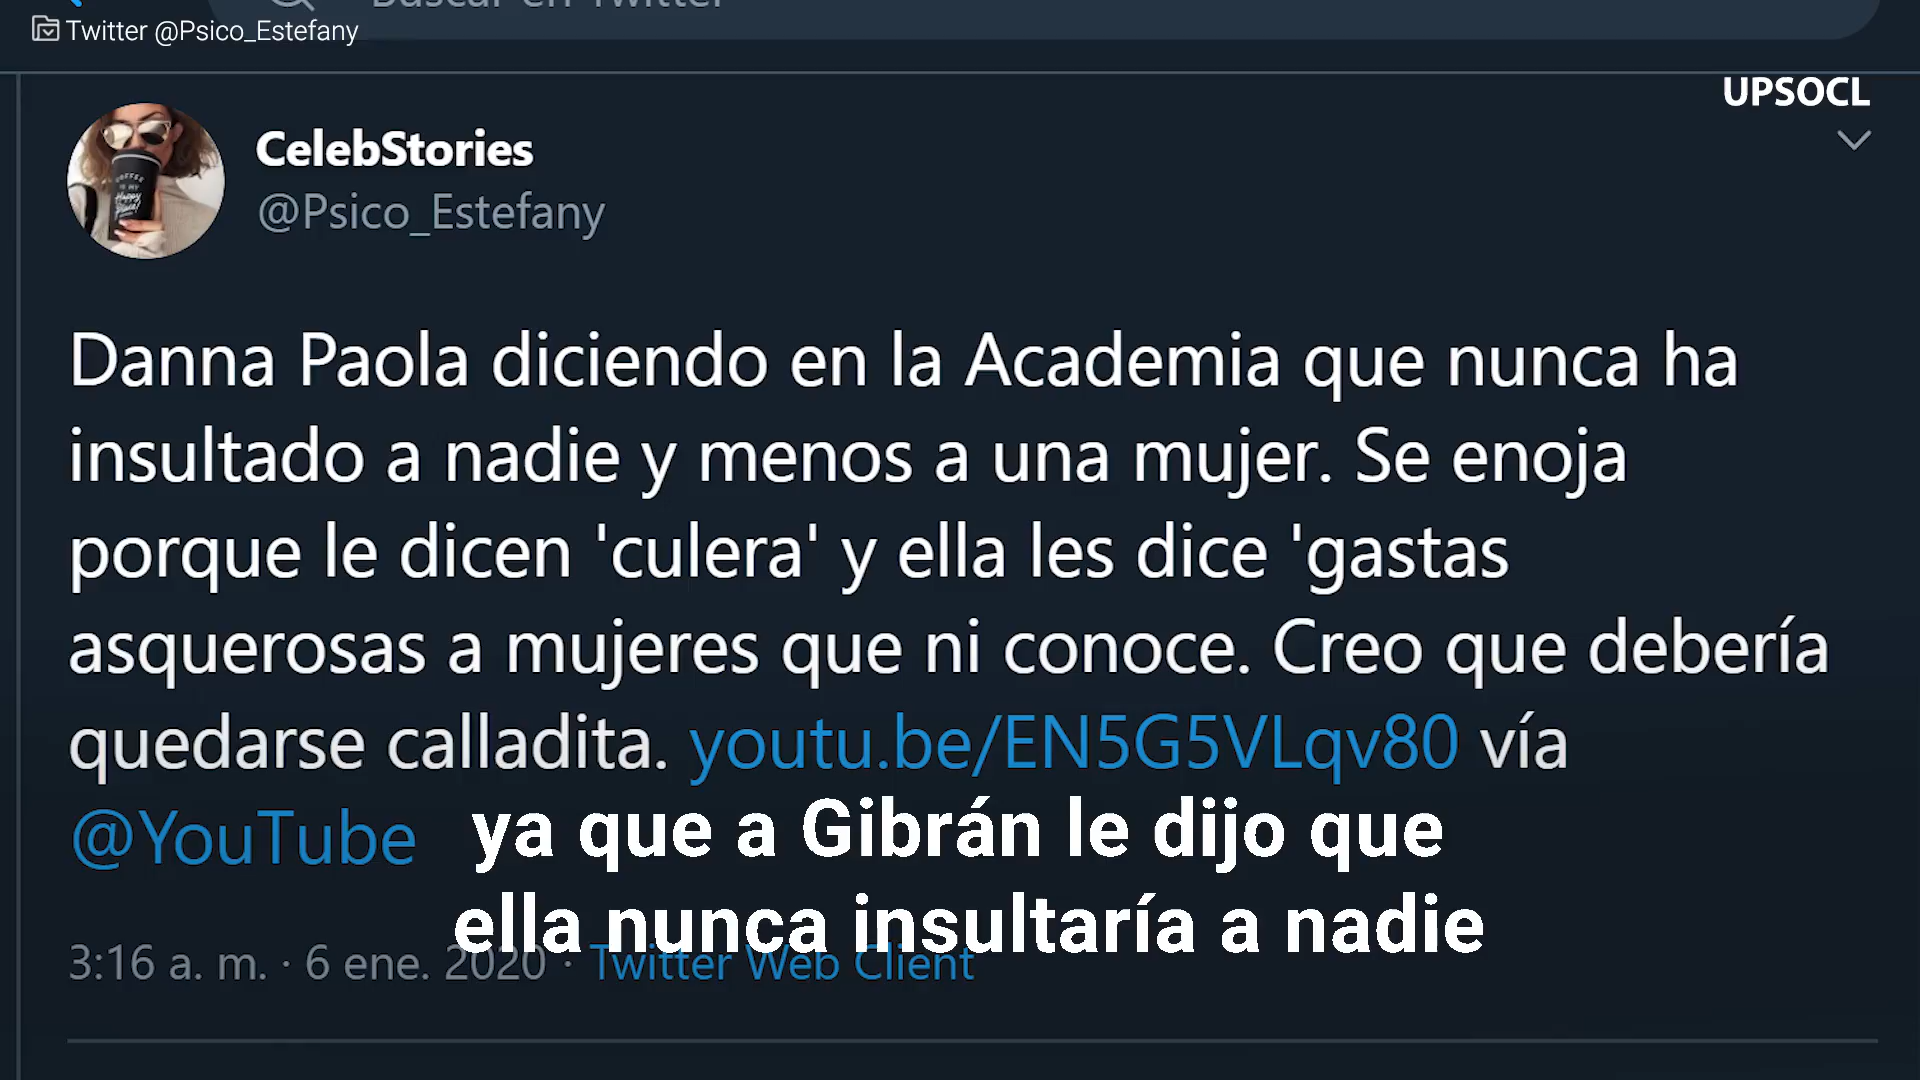 Buscar en Twitter
Twitter @Psico_Estefany
UPSOCL
CelebStories
@Psico_Estefany
Danna Paola diciendo en la Academia que nunca ha
insultado a nadie y menos a una mujer. Se enoja
porque le dicen 'culera' y ella les dice 'gastas
asquerosas a mujeres que ni conoce. Creo que debería
quedarse calladita. youtu.be/EN5G5VLqv80 vía
@YouTube
ya que a Gibrán le dijo que
ella nunca insultaría a nadie
3:16 a. m. · 6 ene. 2020 · Twitter Web Client